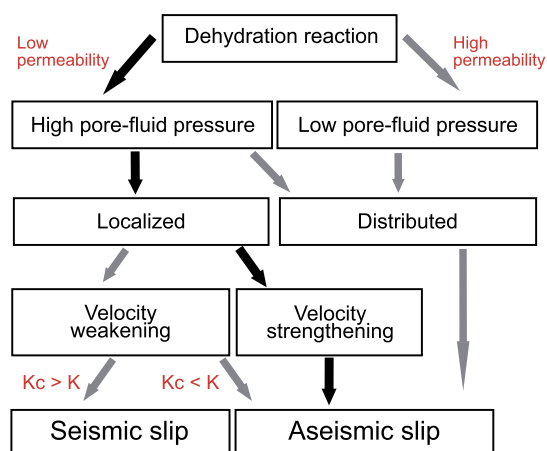 Dehydration reaction
Low
permeability
High
permeability
High pore-fluid pressure
Low pore-fluid pressure
Localized
Distributed
Velocity
weakening
Velocity
strengthening
Kc > K
Kc < K
Seismic slip
Aseismic slip